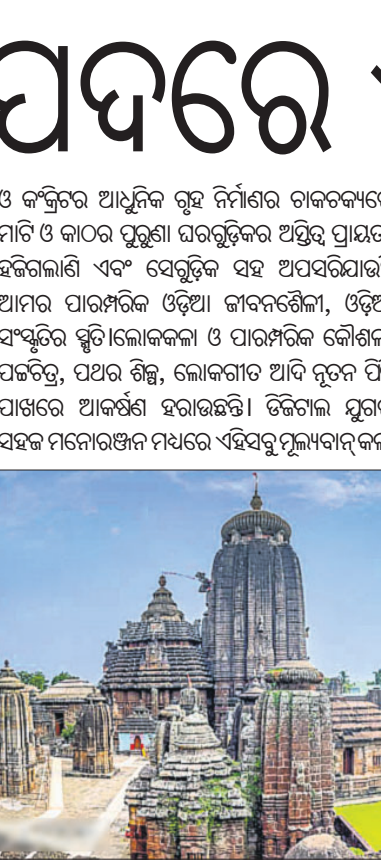 ପଦରେ
ଓ କଂକ୍ରିଟର ଆଧୁନିକ ଗୃହ ନିର୍ମାଣର ଚାକଚକ୍ୟରେ
ମାଟି ଓ କାଠର ପୁରୁଣା ଘରଗୁଡ଼ିକର ଅସ୍ତିତ୍ୱ ପ୍ରାୟତଃ
ହଜିଗଲାଣି ଏବଂ ସେଗୁଡ଼ିକ ସହ ଅପସରିଯାଉଛି
ଆମର ପାରମ୍ପରିକ ଓଡ଼ିଆ ଜୀବନଶୈଳୀ, ଓଡ଼ିଆ
ସଂସ୍କୃତିର ସ୍ମୃତି।ଲୋକକଳା ଓ ପାରମ୍ପରିକ କୌଶଳ
ପଟ୍ଟଚିତ୍ର, ପଥର ଶିଳ୍ପ, ଲୋକଗୀତ ଆଦି ନୂତନ
ପାଖରେ ଆକର୍ଷଣ ହରାଉଛନ୍ତି। ଡିଜିଟାଲ ଯୁଗର
ସହଜ ମନୋରଞ୍ଜନ ମଧ୍ୟରେ ଏହିସବୁ ମୂଲ୍ୟବାନ୍